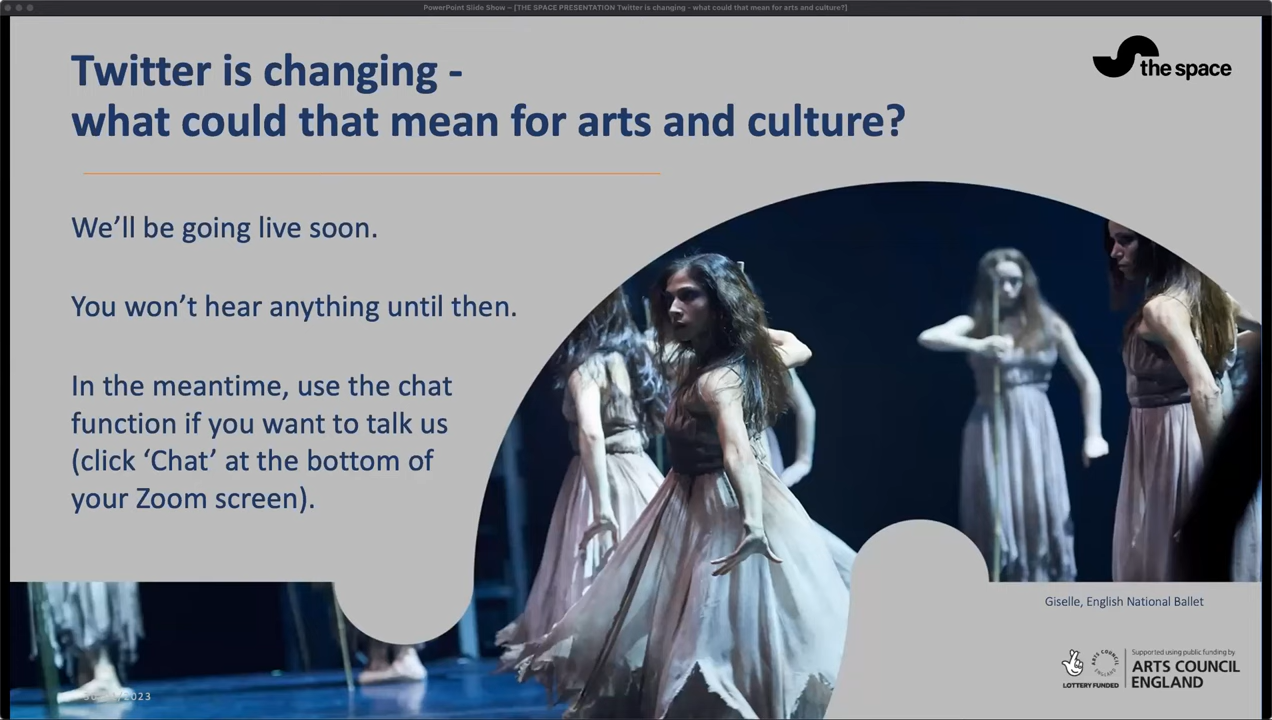 PowerPoint Slide Show – [THE SPACE PRESENTATION Twitter is changing - what could that mean for arts and culture?]
Twitter is changing -
what could that mean for arts and culture?
the space
We’ll be going live soon.
You won’t hear anything until then.
In the meantime, use the chat
function if you want to talk us
(click ‘Chat’ at the bottom of
your Zoom screen).
Giselle, English National Ballet
LOTTERY FUNDED
ARTS COUNCIL ENGLAND
Supported using public funding by
ARTS COUNCIL
ENGLAND
2023